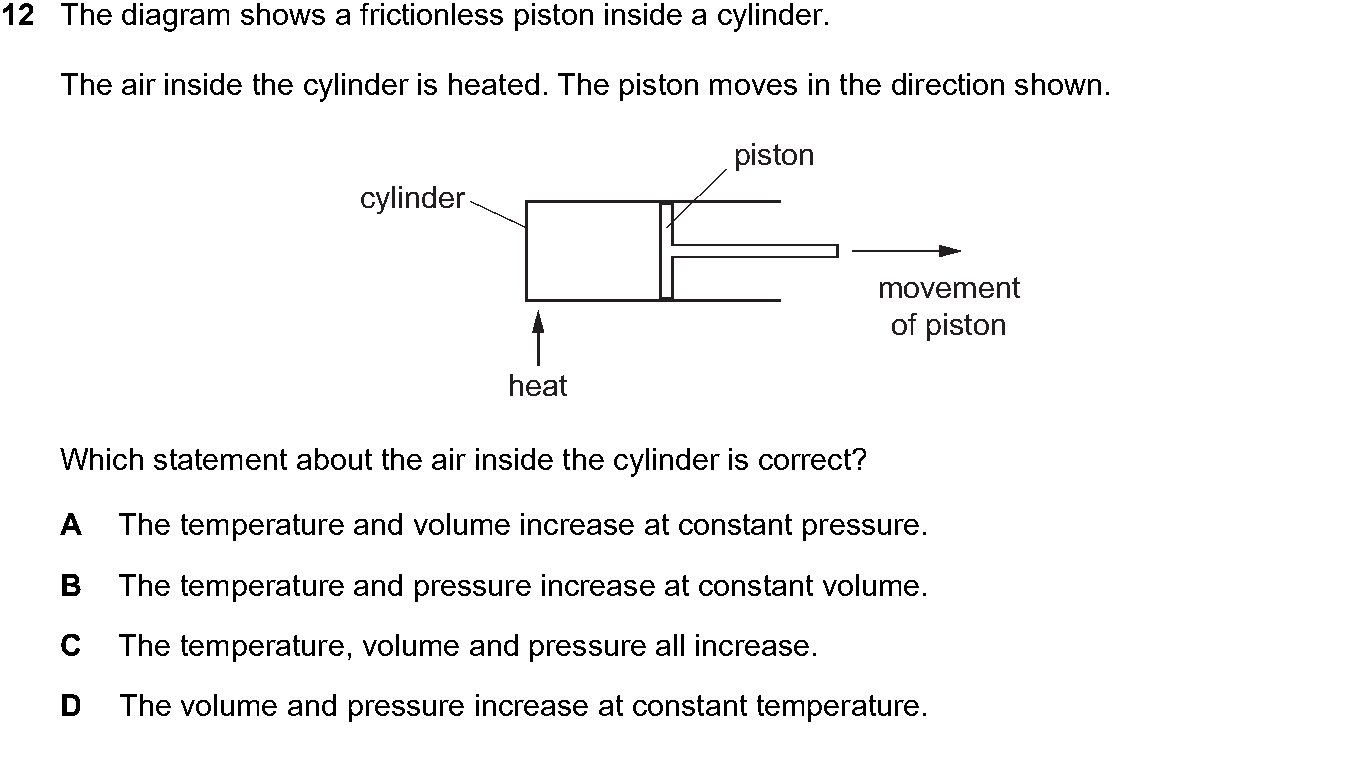 12 The diagram shows a frictionless piston inside a cylinder.
The air inside the cylinder is heated. The piston moves in the direction shown.
piston
cylinder
movement
of piston
heat
Which statement about the air inside the cylinder is correct?
A The temperature and volume increase at constant pressure.
B The temperature and pressure increase at constant volume.
C The temperature, volume and pressure all increase.
D The volume and pressure increase at constant temperature.